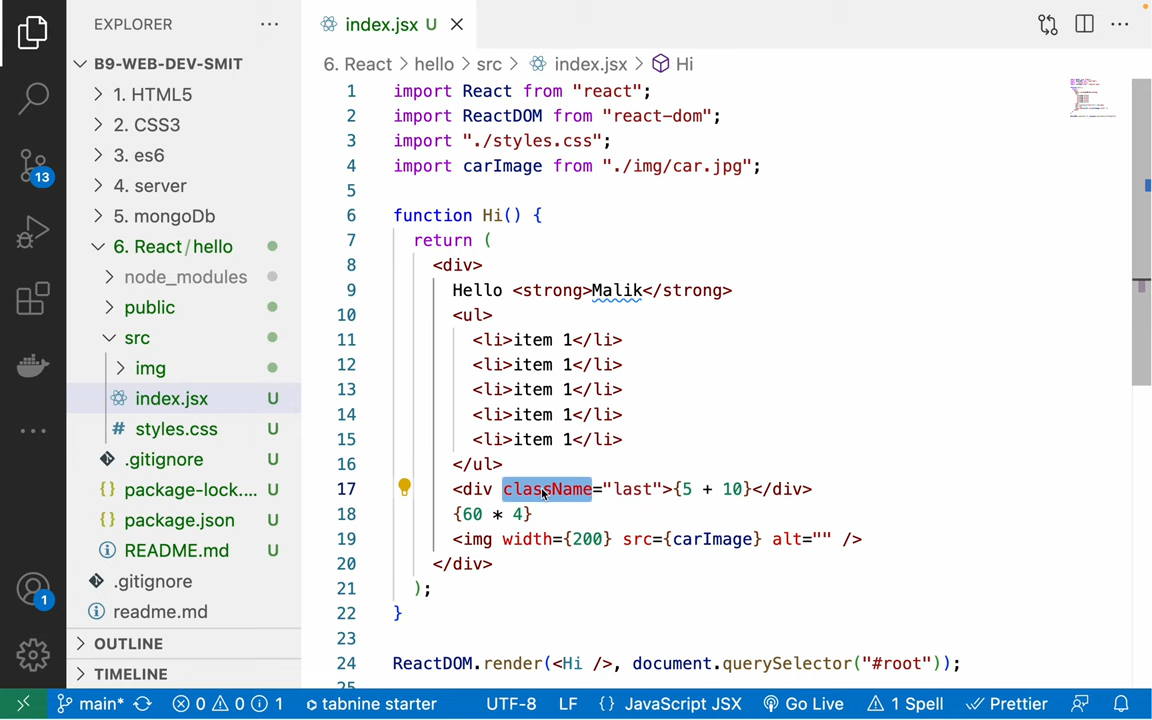 EXPLORER
index.jsx U
B9-WEB-DEV-SMIT
1. HTML5
2. CSS3
3. es6
4. server
5. mongoDb
6. React/hello
node_modules
public
src
img
index.jsx U
styles.css U
.gitignore U
package-lock.... U
package.json U
README.md U
.gitignore
readme.md
OUTLINE
TIMELINE
13
1
6. React > hello > src > index.jsx > Hi
1 import React from "react";
2 import ReactDOM from "react-dom";
3 import "./styles.css";
4 import carImage from "./img/car.jpg";
5
6 function Hi() {
7 return (
8 <div>
9 Hello <strong>Malik</strong>
10 <ul>
11 <li>item 1</li>
12 <li>item 1</li>
13 <li>item 1</li>
14 <li>item 1</li>
15 <li>item 1</li>
16 </ul>
17 <div className="last">{5 + 10}</div>
18 {60 * 4}
19 <img width={200} src={carImage} alt="" />
20 </div>
21 );
22 }
23
24 ReactDOM.render(<Hi />, document.querySelector("#root"));
25
main* 0 0 1 tabnine starter UTF-8 LF {} JavaScript JSX Go Live 1 Spell Prettier